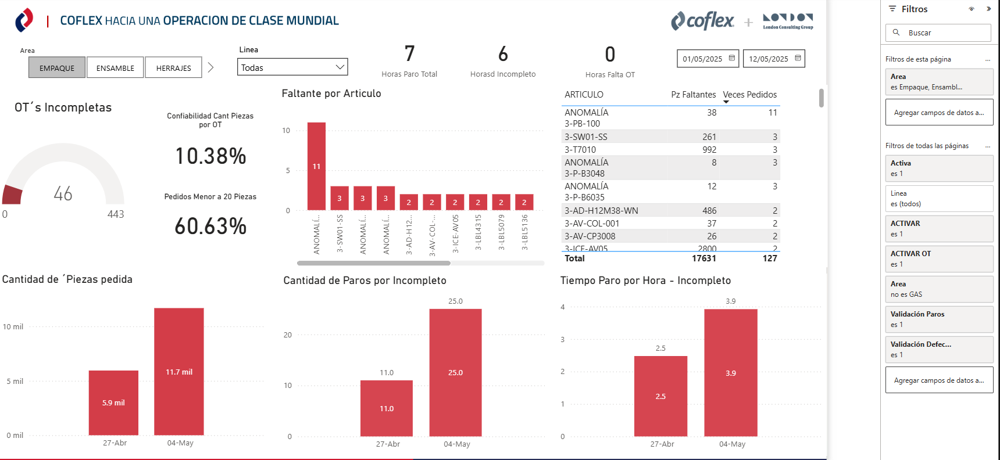 COFLEX HACIA UNA OPERACION DE CLASE MUNDIAL
coflex + LONDON
London Consulting Group
Area
EMPAQUE
ENSAMBLE
HERRAJES
Linea
Todas
7
Horas Paro Total
6
Horasd Incompleto
0
Horas Falta OT
01/05/2025
12/05/2025
OT´s Incompletas
46
0
443
Confiabilidad Cant Piezas
por OT
10.38%
Pedidos Menor a 20 Piezas
60.63%
Faltante por Articulo
10
5
0
11
3
3
3
2
2
2
2
2
2
ANOMALÍ...
3-SW01-SS
ANOMALÍ...
ANOMALÍ...
3-AD-H12...
3-AV-COL-...
3-ICE-AV05
3-LBL4315
3-LBL5079
3-LBL5136
ARTICULO Pz Faltantes Veces Pedidos
ANOMALÍA 38 11
3-PB-100
3-SW01-SS 261 3
3-T7010 992 3
ANOMALÍA 8 3
3-P-B3048
ANOMALÍA 12 3
3-P-B6035
3-AD-H12M38-WN 486 2
3-AV-COL-001 37 2
3-AV-CP3008 26 2
3-ICE-AV05 2800 2
Total 17631 127
Cantidad de ´Piezas pedida
10 mil
5 mil
0 mil
5.9 mil
11.7 mil
27-Abr
04-May
Cantidad de Paros por Incompleto
20
10
0
11.0
11.0
25.0
25.0
27-Abr
04-May
Tiempo Paro por Hora - Incompleto
4
3
2
1
0
2.5
2.5
3.9
3.9
27-Abr
04-May
Filtros
Buscar
Filtros de esta página ...
Area
es Empaque, Ensambl...
Agregar campos de datos a...
Filtros de todas las páginas ...
Activa
es 1
Linea
es (todos)
ACTIVAR
es 1
ACTIVAR OT
es 1
Area
no es GAS
Validación Paros
es 1
Validación Defec...
es 1
Agregar campos de datos a...